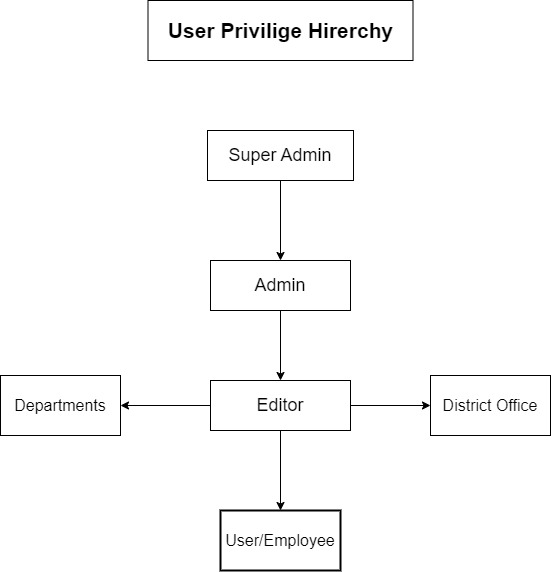 User Privilige Hirerchy
Super Admin
Admin
Departments
Editor
District Office
User/Employee